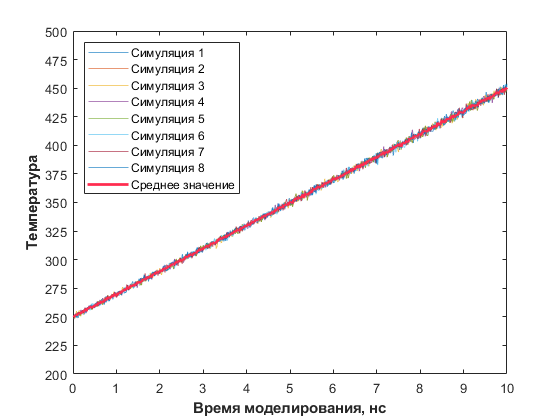 500
475
450
425
400
375
350
325
300
275
250
225
200
Температура
Симуляция 1
Симуляция 2
Симуляция 3
Симуляция 4
Симуляция 5
Симуляция 6
Симуляция 7
Симуляция 8
Среднее значение
0 1 2 3 4 5 6 7 8 9 10
Время моделирования, нс